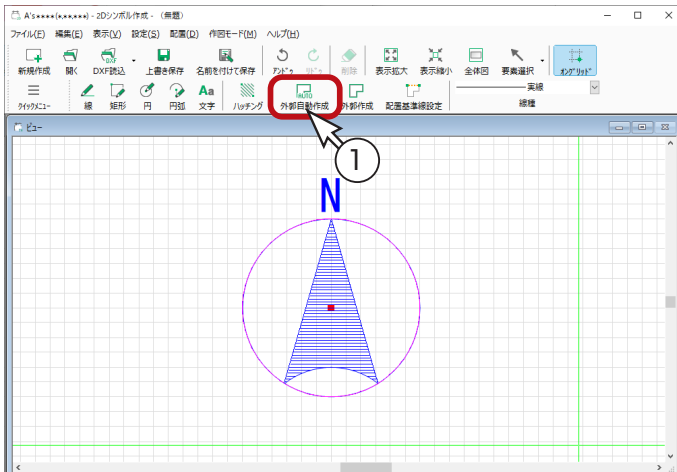 A's****(*.**.***) - 2Dシンボル作成 - （無題）
ファイル(F) 編集(E) 表示(V) 設定(S) 配置(D) 作図モード(M) ヘルプ(H)
新規作成 開く DXF読込 上書き保存 名前を付けて保存 アンドゥ リドゥ 削除 表示拡大 表示縮小 全体図 要素選択 オングリッド
クイックメニュー 線 矩形 円 円弧 文字 ハッチング 外郭自動作成 外郭作成 配置基準線設定 実線
線種
ビュー
1
N